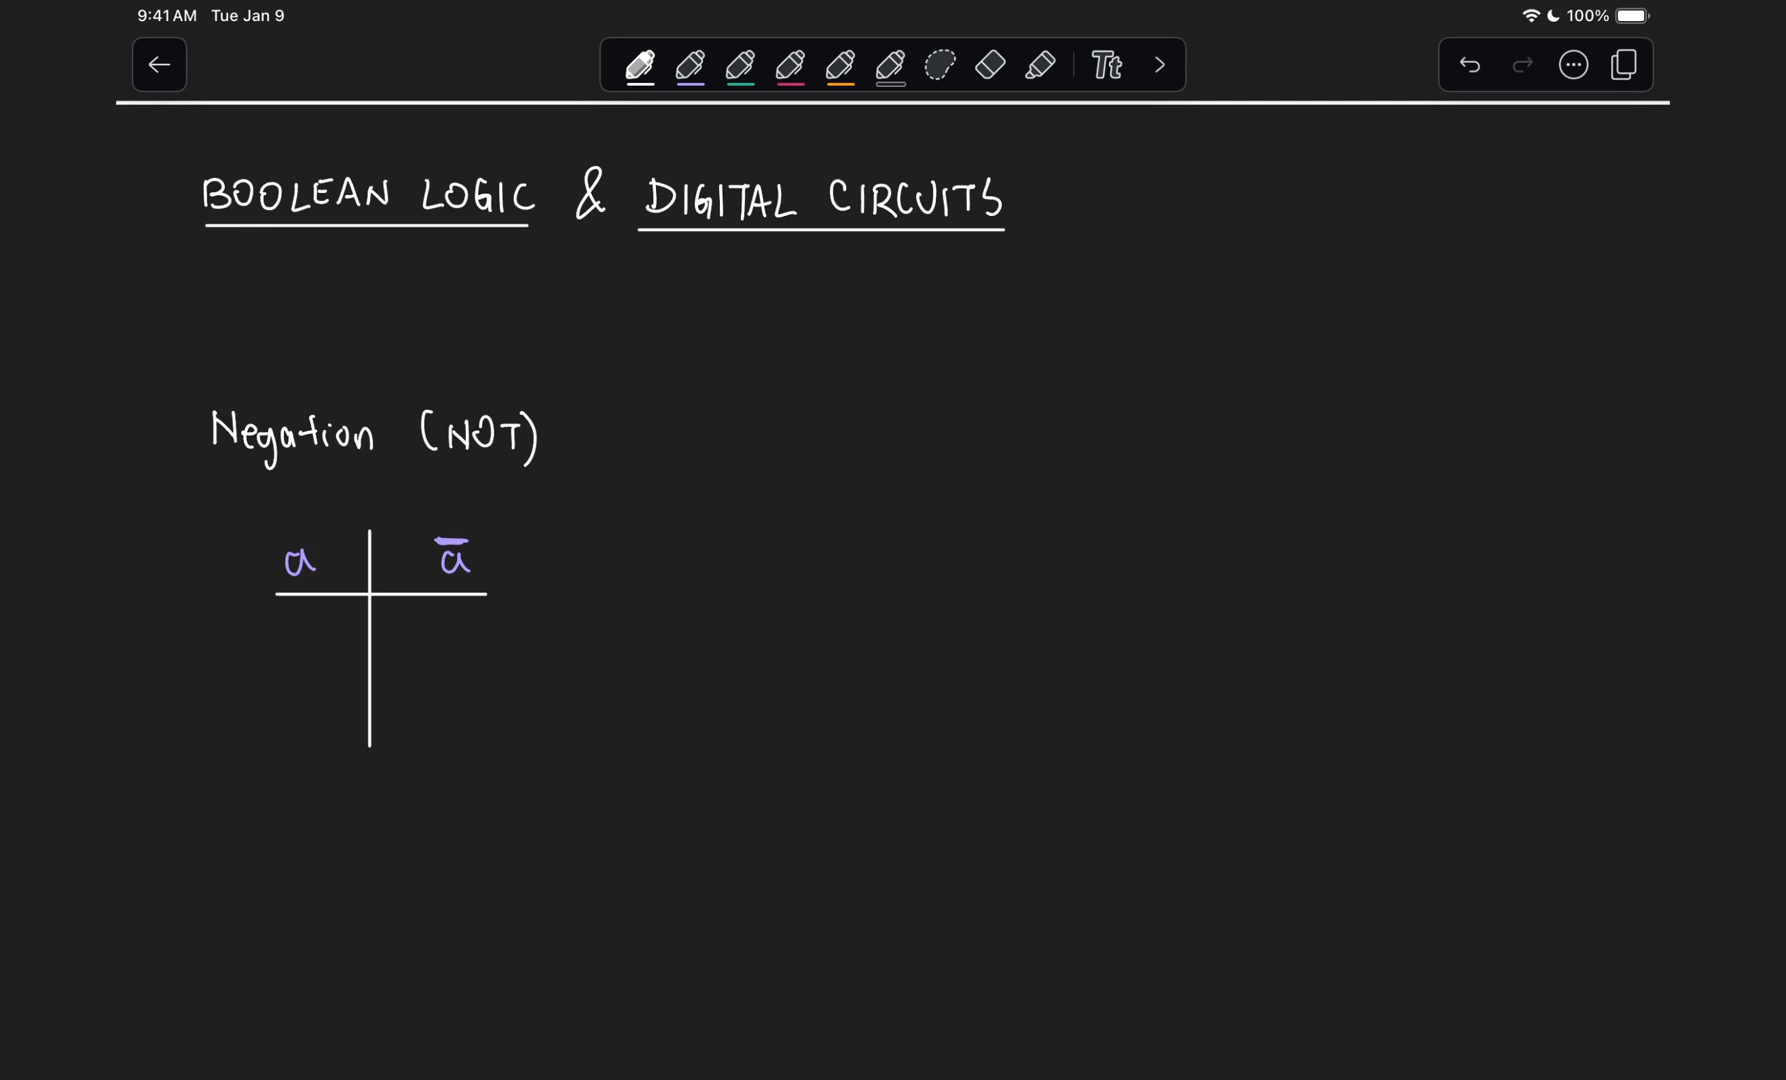 9:41 AM Tue Jan 9 100%
Tt
BOOLEAN LOGIC & DIGITAL CIRCUITS
Negation (NOT)
a a̅